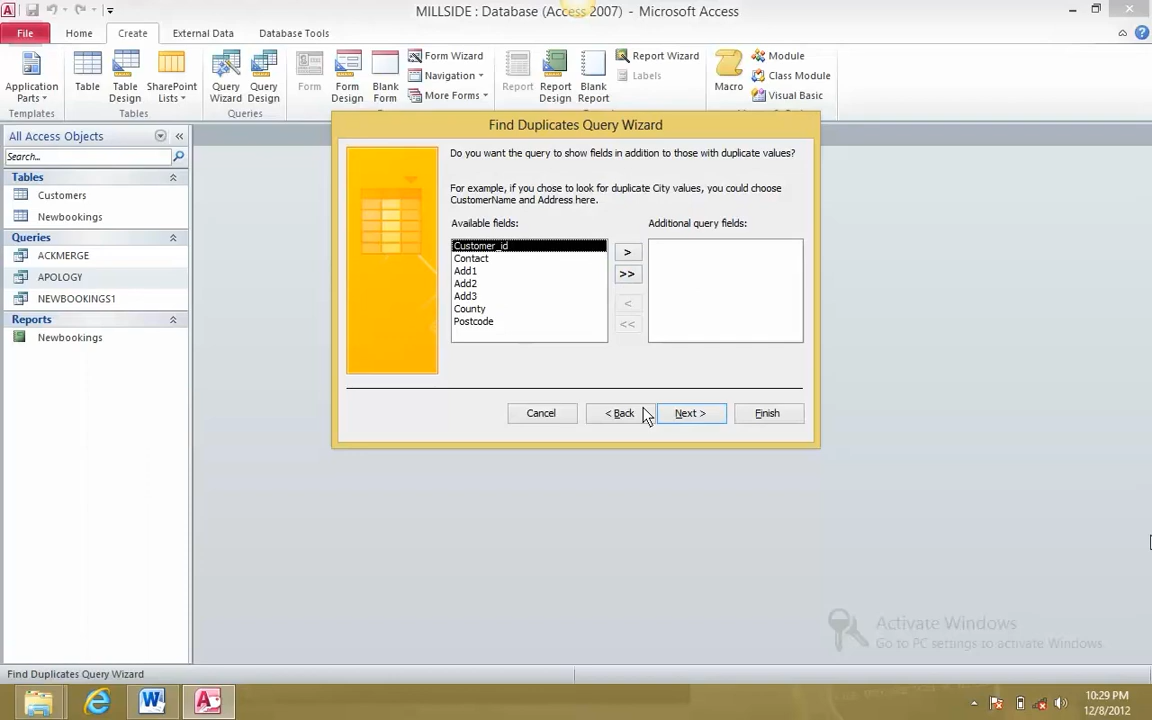 MILLSIDE : Database (Access 2007) - Microsoft Access
File
Home
Create
External Data
Database Tools
Application Parts
Table
Table Design
SharePoint Lists
Query Wizard
Query Design
Form
Form Design
Blank Form
Form Wizard
Navigation
More Forms
Report
Report Design
Blank Report
Report Wizard
Labels
Macro
Module
Class Module
Visual Basic
Templates
Tables
Queries
All Access Objects
Search...
Tables
Customers
Newbookings
Queries
ACKMERGE
APOLOGY
NEWBOOKINGS1
Reports
Newbookings
Find Duplicates Query Wizard
Do you want the query to show fields in addition to those with duplicate values?
For example, if you chose to look for duplicate City values, you could choose
CustomerName and Address here.
Available fields:
Additional query fields:
Customer_id
Contact
Add1
Add2
Add3
County
Postcode
>
>>
<
<<
Cancel
< Back
Next >
Finish
Activate Windows
Go to PC settings to activate Windows.
Find Duplicates Query Wizard
10:29 PM
12/8/2012